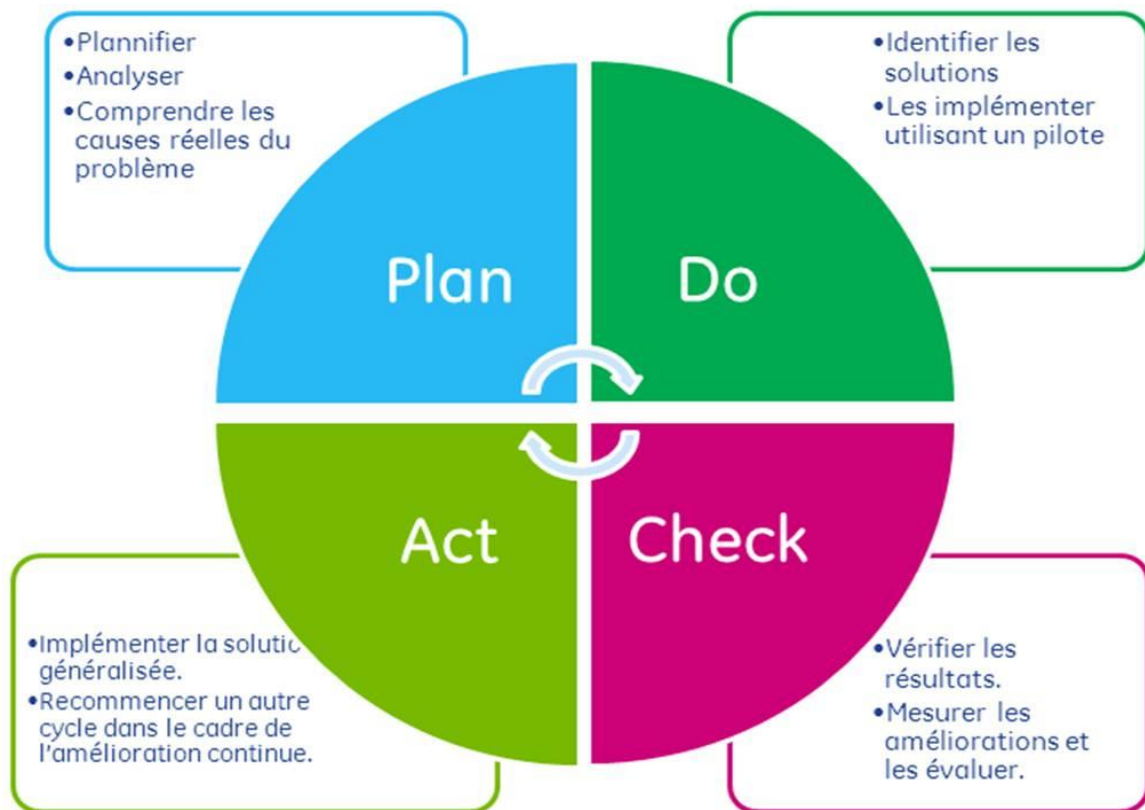 •Plannifier
•Analyser
•Comprendre les
causes réelles du
problème
•Identifier les
solutions
•Les implémenter
utilisant un pilote
Plan
Do
Act
Check
•Implémenter la
généralisée.
•Recommencer un autre
cycle dans le cadre de
l'amélioration continue.
•Vérifier les
résultats.
•Mesurer les
améliorations et
les évaluer.